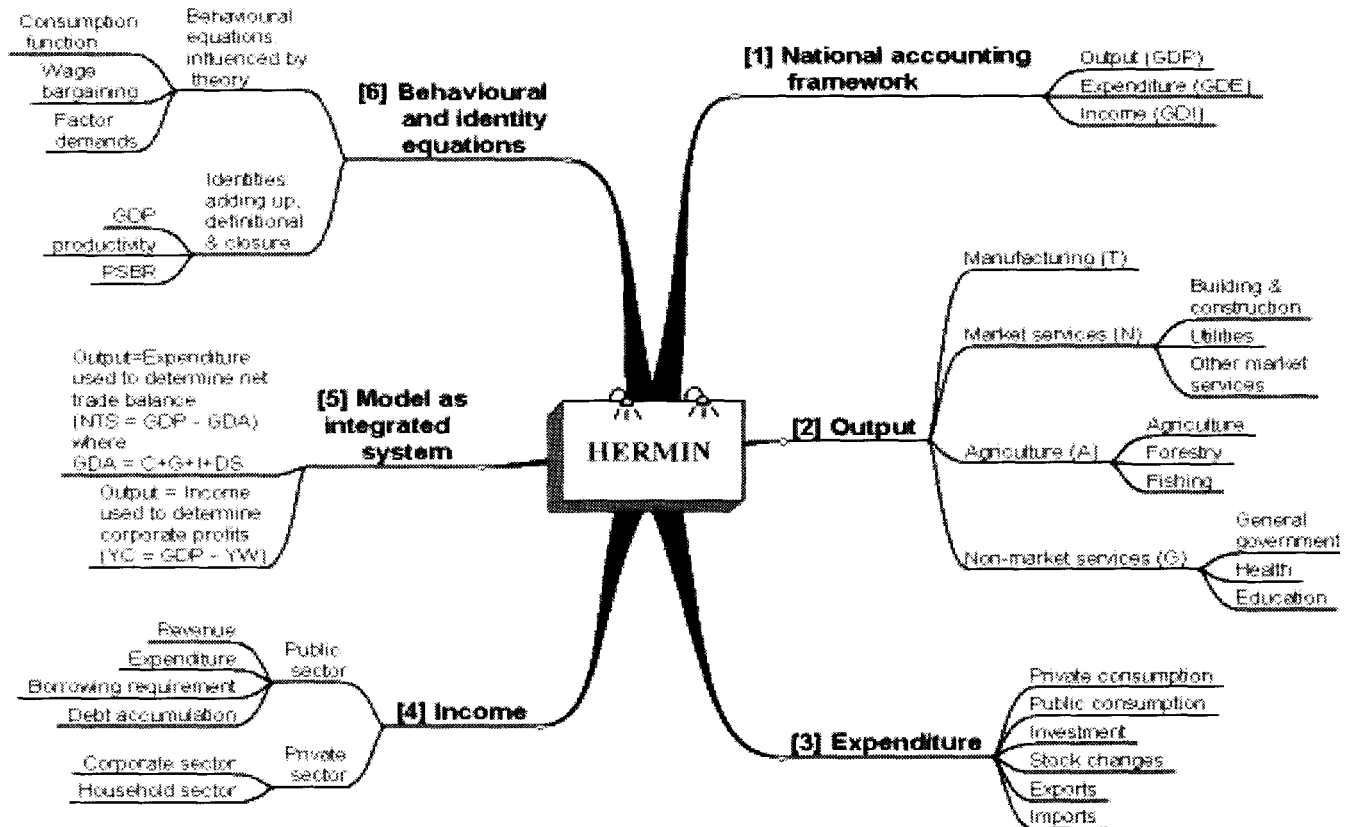 HERMIN
[1] National accounting
framework
Output (GDP)
Expenditure (GDE)
Income (GDI)
[2] Output
Manufacturing (T)
Market services (N)
Building &
construction
Utilities
Other market
services
Agriculture (A)
Agriculture
Forestry
Fishing
Non-market services (G)
General
government
Health
Education
[3] Expenditure
Private consumption
Public consumption
Investment
Stock changes
Exports
Imports
[4] Income
Public
sector
Revenue
Expenditure
Borrowing requirement
Debt accumulation
Private
sector
Corporate sector
Household sector
[5] Model as
integrated
system
Output=Expenditure
used to determine net
trade balance
(NTS = GDP - GDA)
where
GDA = C+G+I+DS
Output = Income
used to determine
corporate profits
(YC = GDP - YW)
[6] Behavioural
and identity
equations
Behavioural
equations
influenced by
theory
Consumption
function
Wage
bargaining
Factor
demands
Identities
adding up,
definitional
& closure
GDP
productivity
PSBR